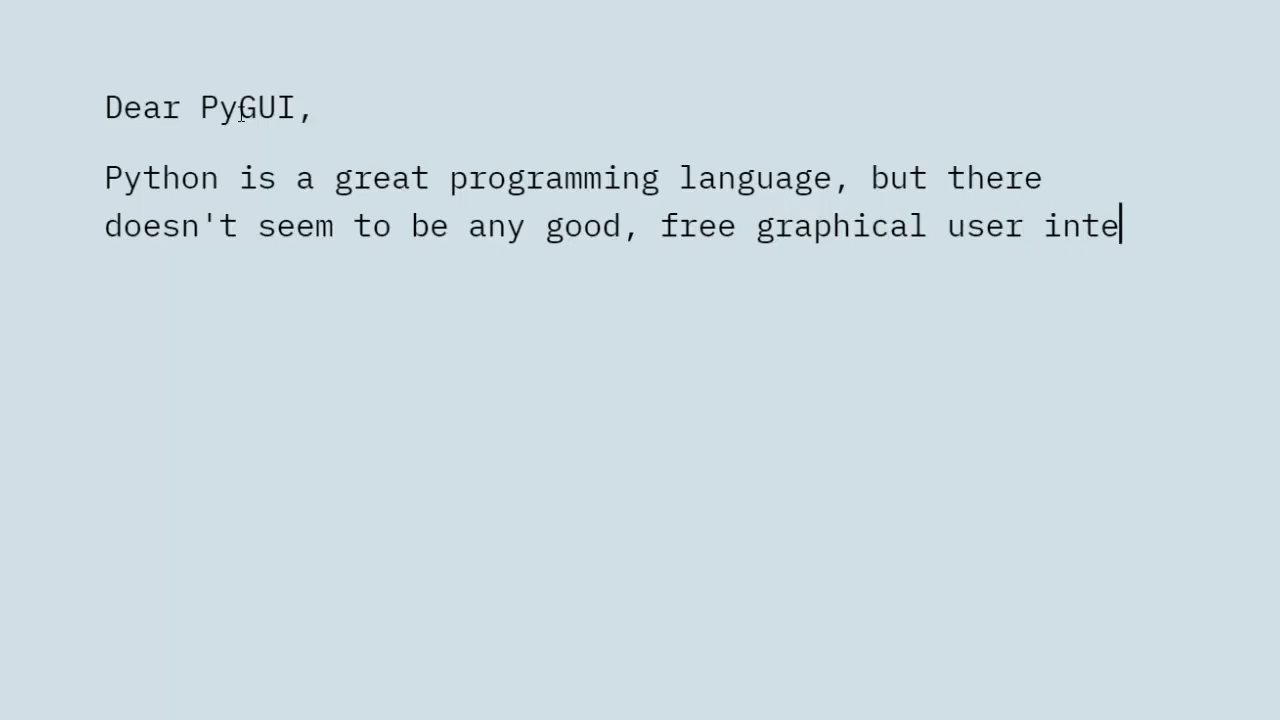 Dear PyGUI,
Python is a great programming language, but there
doesn't seem to be any good, free graphical user inte